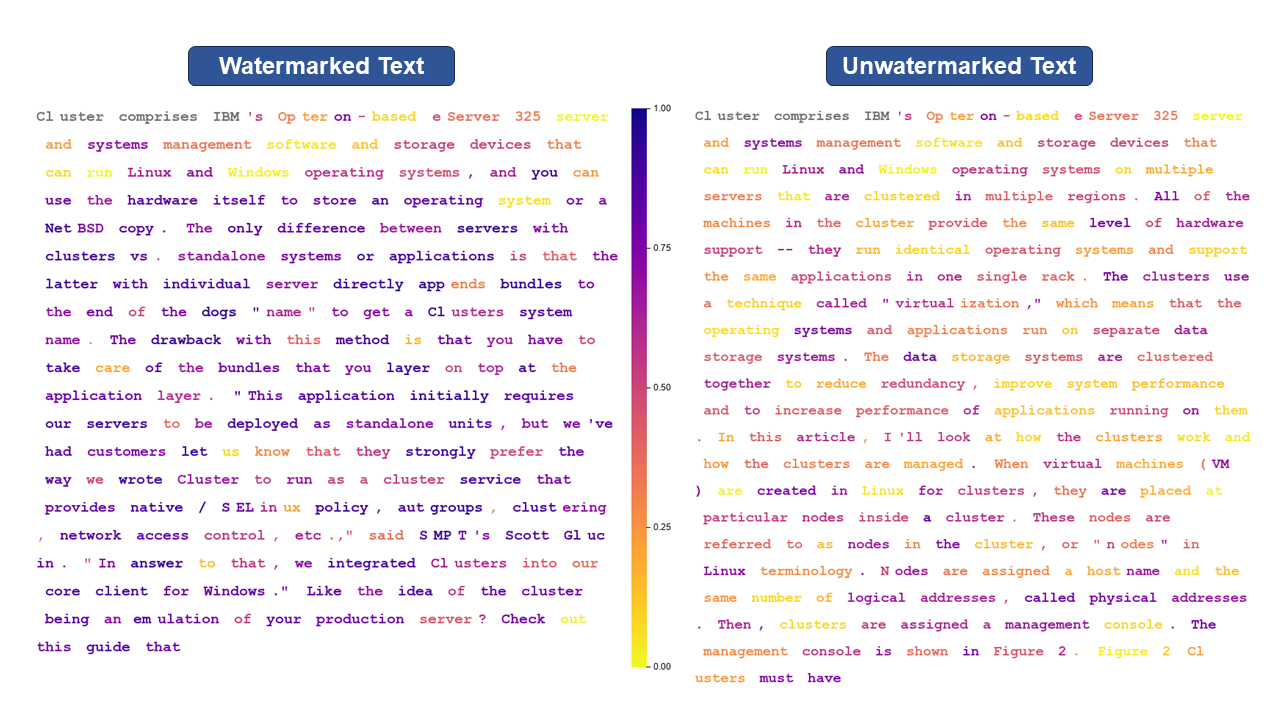 Watermarked Text
Cl uster comprises IBM 's Op ter on - based e Server 325 server
and systems management software and storage devices that
can run Linux and Windows operating systems , and you can
use the hardware itself to store an operating system or a
Net BSD copy . The only difference between servers with
clusters vs . standalone systems or applications is that the
latter with individual server directly app ends bundles to
the end of the dogs " name " to get a Cl usters system
name . The drawback with this method is that you have to
take care of the bundles that you layer on top at the
application layer . " This application initially requires
our servers to be deployed as standalone units , but we 've
had customers let us know that they strongly prefer the
way we wrote Cluster to run as a cluster service that
provides native / S EL in ux policy , aut groups , clust ering
, network access control , etc .," said S MP T 's Scott Gl uc
in . " In answer to that , we integrated Cl usters into our
core client for Windows ." Like the idea of the cluster
being an em ulation of your production server ? Check out
this guide that
1.00
0.75
0.50
0.25
0.00
Unwatermarked Text
Cl uster comprises IBM 's Op ter on - based e Server 325 server
and systems management software and storage devices that
can run Linux and Windows operating systems on multiple
servers that are clustered in multiple regions . All of the
machines in the cluster provide the same level of hardware
support -- they run identical operating systems and support
the same applications in one single rack . The clusters use
a technique called " virtual ization ," which means that the
operating systems and applications run on separate data
storage systems . The data storage systems are clustered
together to reduce redundancy , improve system performance
and to increase performance of applications running on them
. In this article , I 'll look at how the clusters work and
how the clusters are managed . When virtual machines ( VM
) are created in Linux for clusters , they are placed at
particular nodes inside a cluster . These nodes are
referred to as nodes in the cluster , or " n odes " in
Linux terminology . N odes are assigned a host name and the
same number of logical addresses , called physical addresses
. Then , clusters are assigned a management console . The
management console is shown in Figure 2 . Figure 2 Cl
usters must have